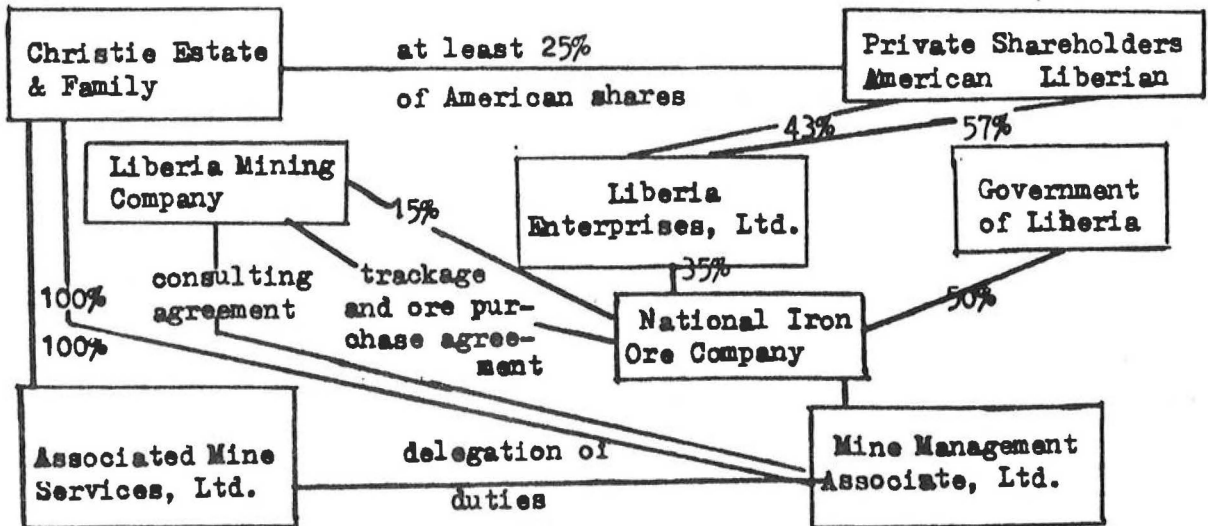 Christie Estate
& Family
at least 25%
of American shares
Private Shareholders
American Liberian
43%
57%
Liberia Mining
Company
15%
Liberia
Enterprises, Ltd.
Government
of Liberia
35%
50%
consulting
agreement
trackage
and ore pur-
chase agree-
ment
100%
100%
National Iron
Ore Company
Associated Mine
Services, Ltd.
delegation of
duties
Mine Management
Associate, Ltd.